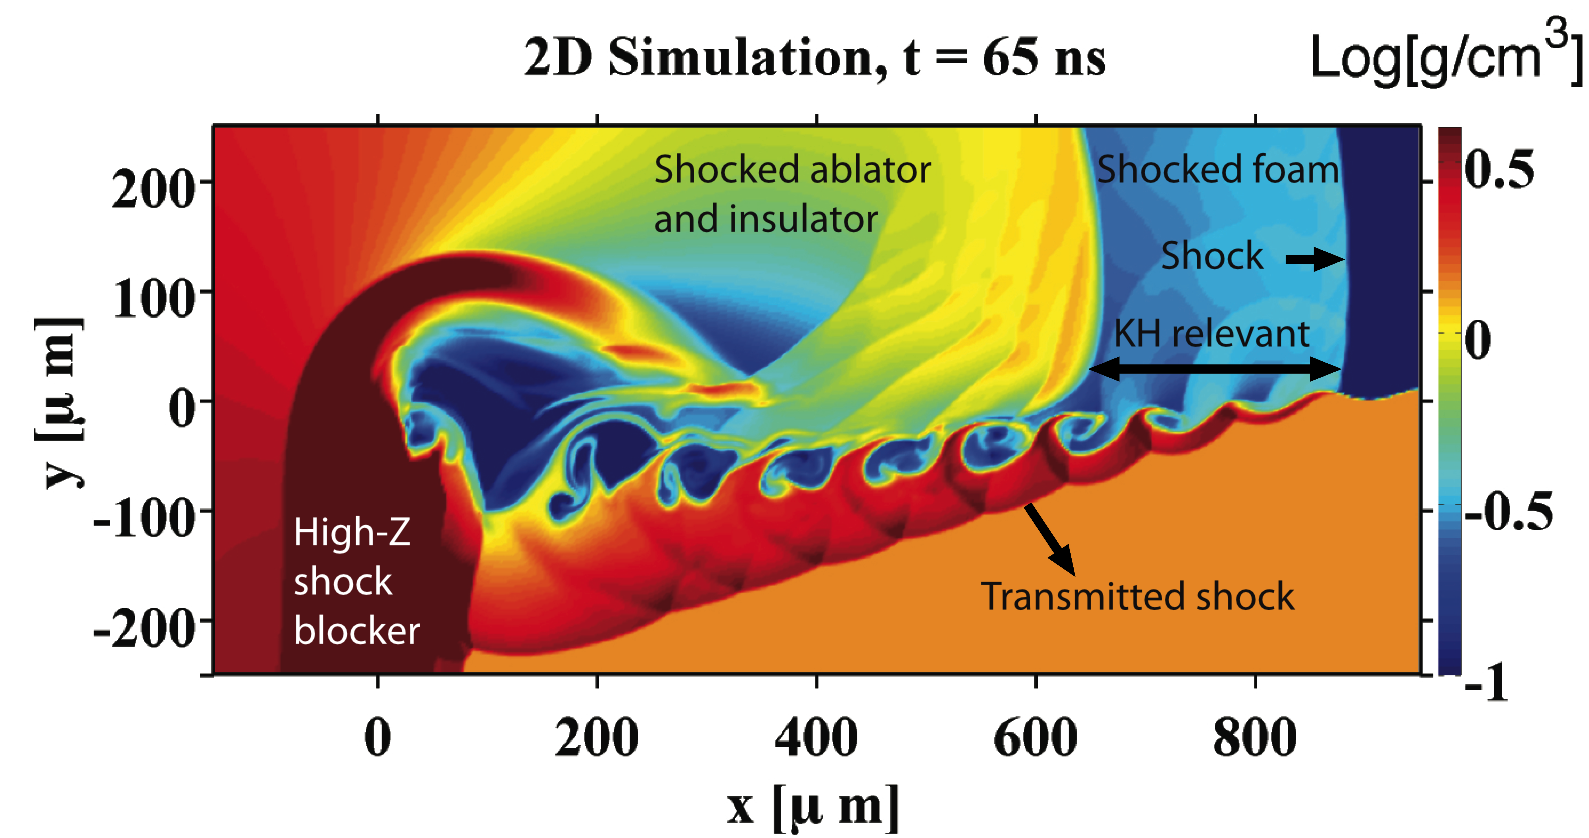 2D Simulation, t = 65 ns
Log[g/cm³]
Shocked ablator
and insulator
Shocked foam
Shock
KH relevant
High-Z
shock
blocker
Transmitted shock
200
100
0
-100
-200
y [μ m]
0
200
400
600
800
x [μ m]
0.5
0
-0.5
-1